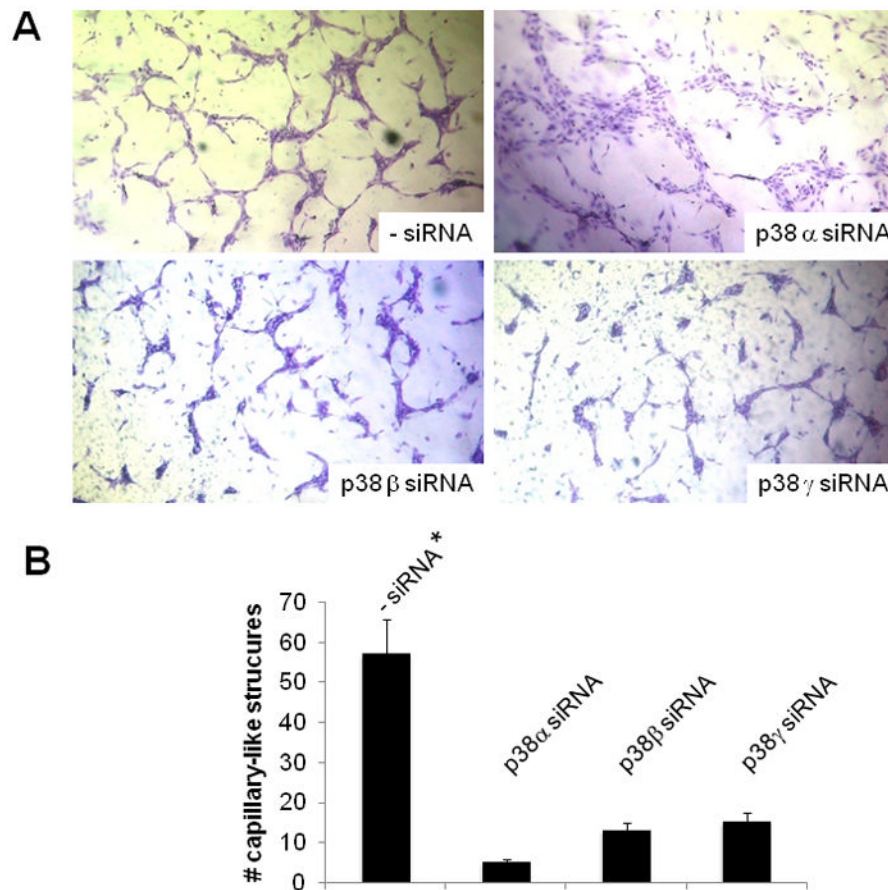 A
- siRNA
p38 α siRNA
p38 β siRNA
p38 γ siRNA
B
# capillary-like strucures
70
60
50
40
30
20
10
0
- siRNA*
p38α siRNA
p38β siRNA
p38γ siRNA